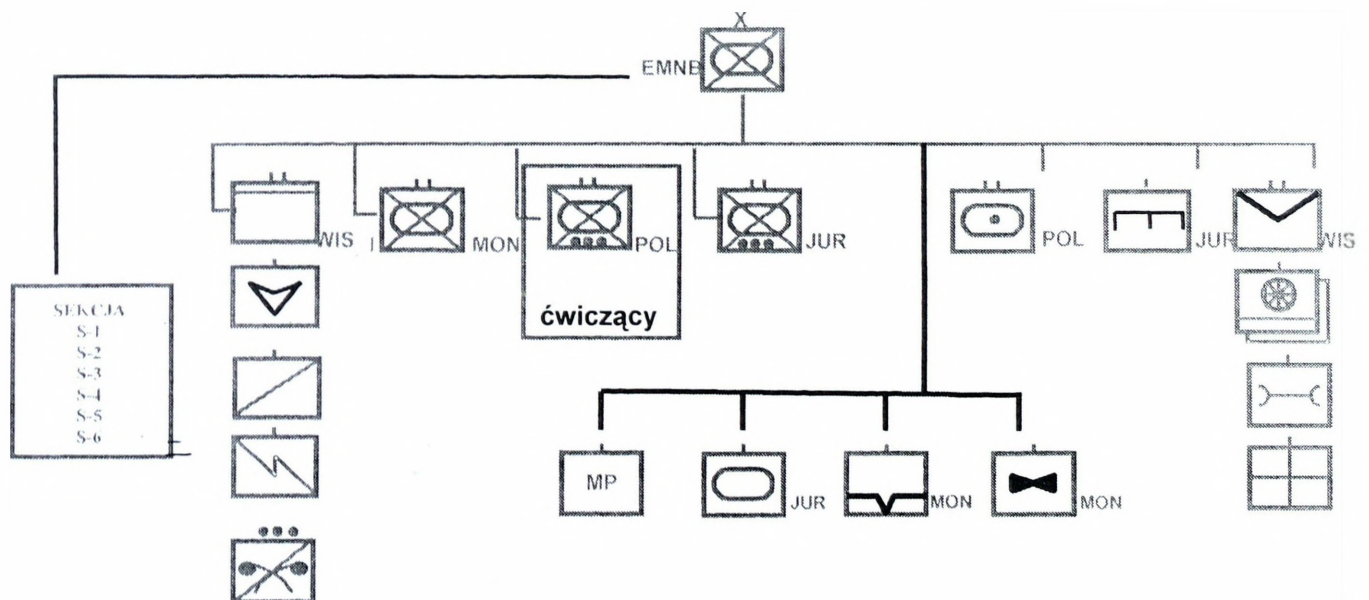 X
EMNB
WIS
MON
POL
JUR
POL
JUR
WIS
ćwiczący
SEKCJA
S-1
S-2
S-3
S-4
S-5
S-6
MP
JUR
MON
MON